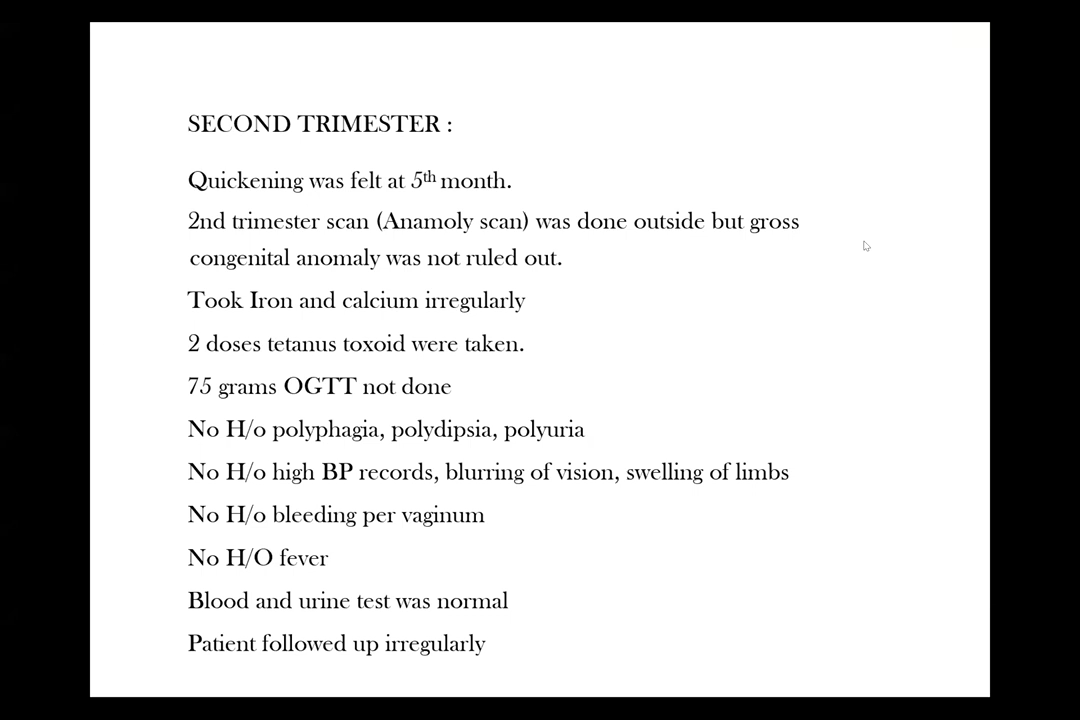 SECOND TRIMESTER :
Quickening was felt at 5th month.
2nd trimester scan (Anamoly scan) was done outside but gross
congenital anomaly was not ruled out.
Took Iron and calcium irregularly
2 doses tetanus toxoid were taken.
75 grams OGTT not done
No H/o polyphagia, polydipsia, polyuria
No H/o high BP records, blurring of vision, swelling of limbs
No H/o bleeding per vaginum
No H/O fever
Blood and urine test was normal
Patient followed up irregularly